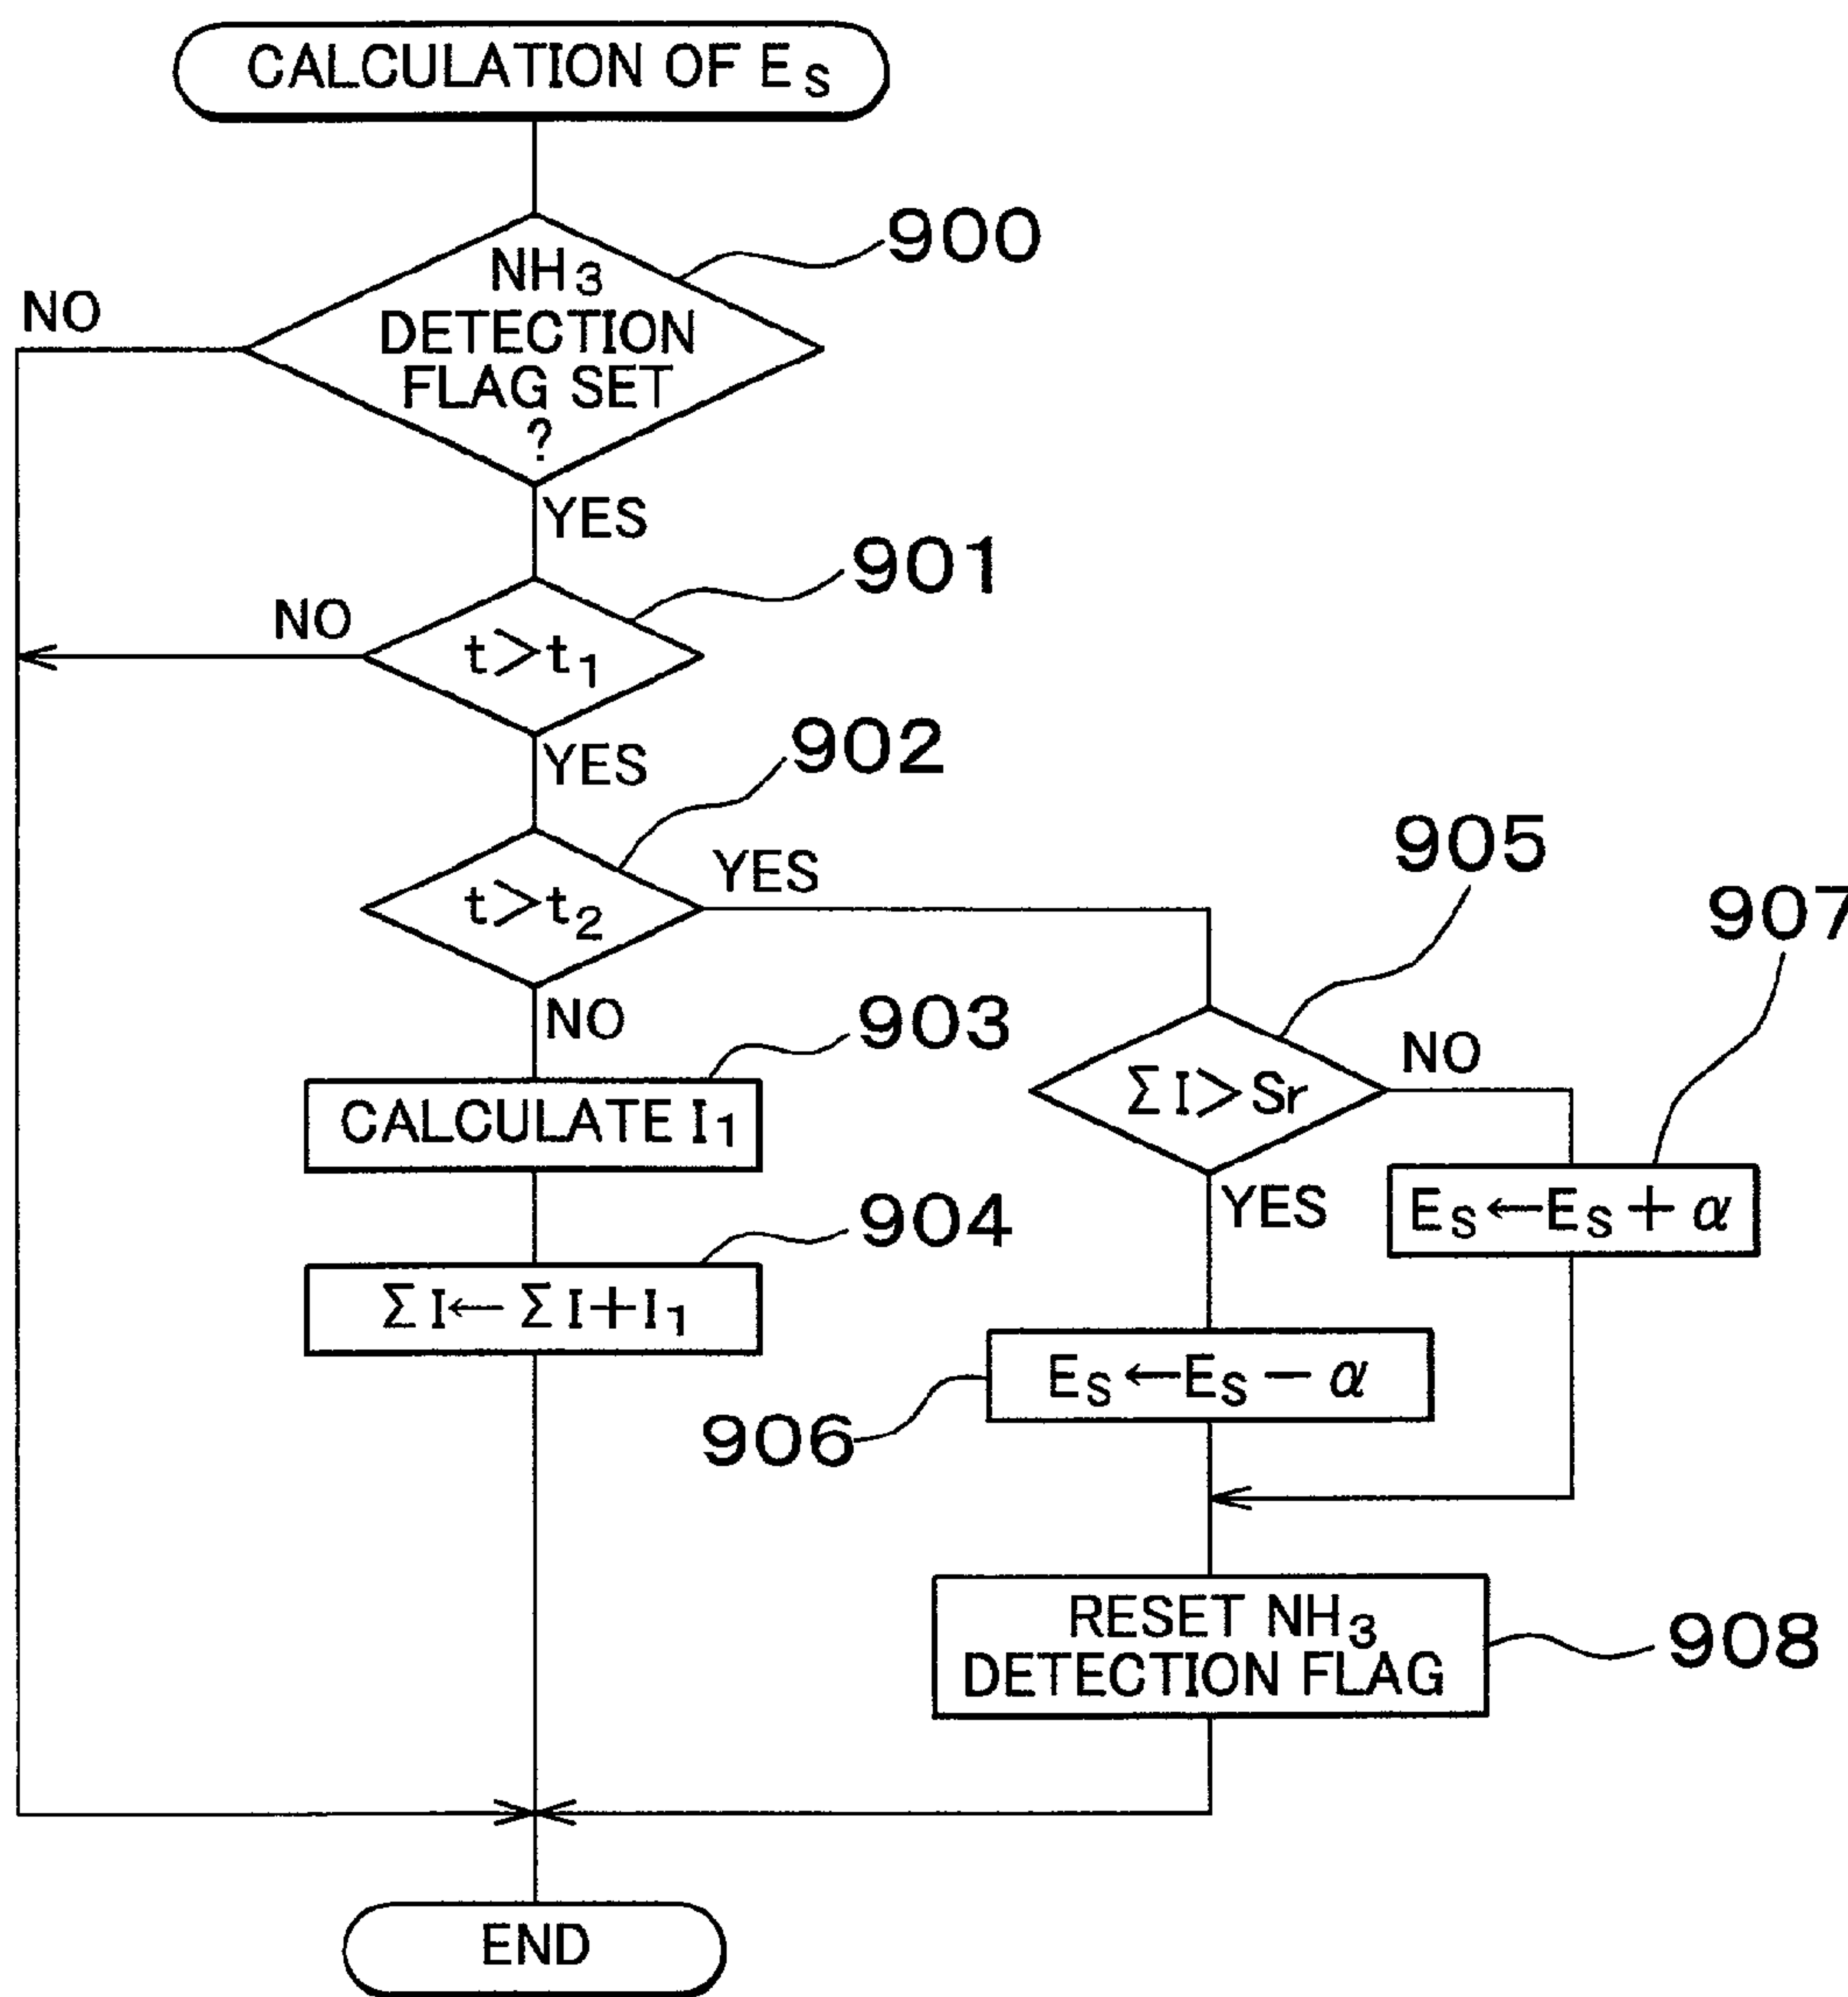 CALCULATION OF ES
900
NH3
DETECTION
FLAG SET
?
NO
YES
901
t>t1
NO
YES
902
t>t2
YES
NO
903
CALCULATE I1
904
ΣI←ΣI+I1
905
ΣI>Sr
NO
YES
907
ES←ES+α
ES←ES−α
906
RESET NH3
DETECTION FLAG
908
END